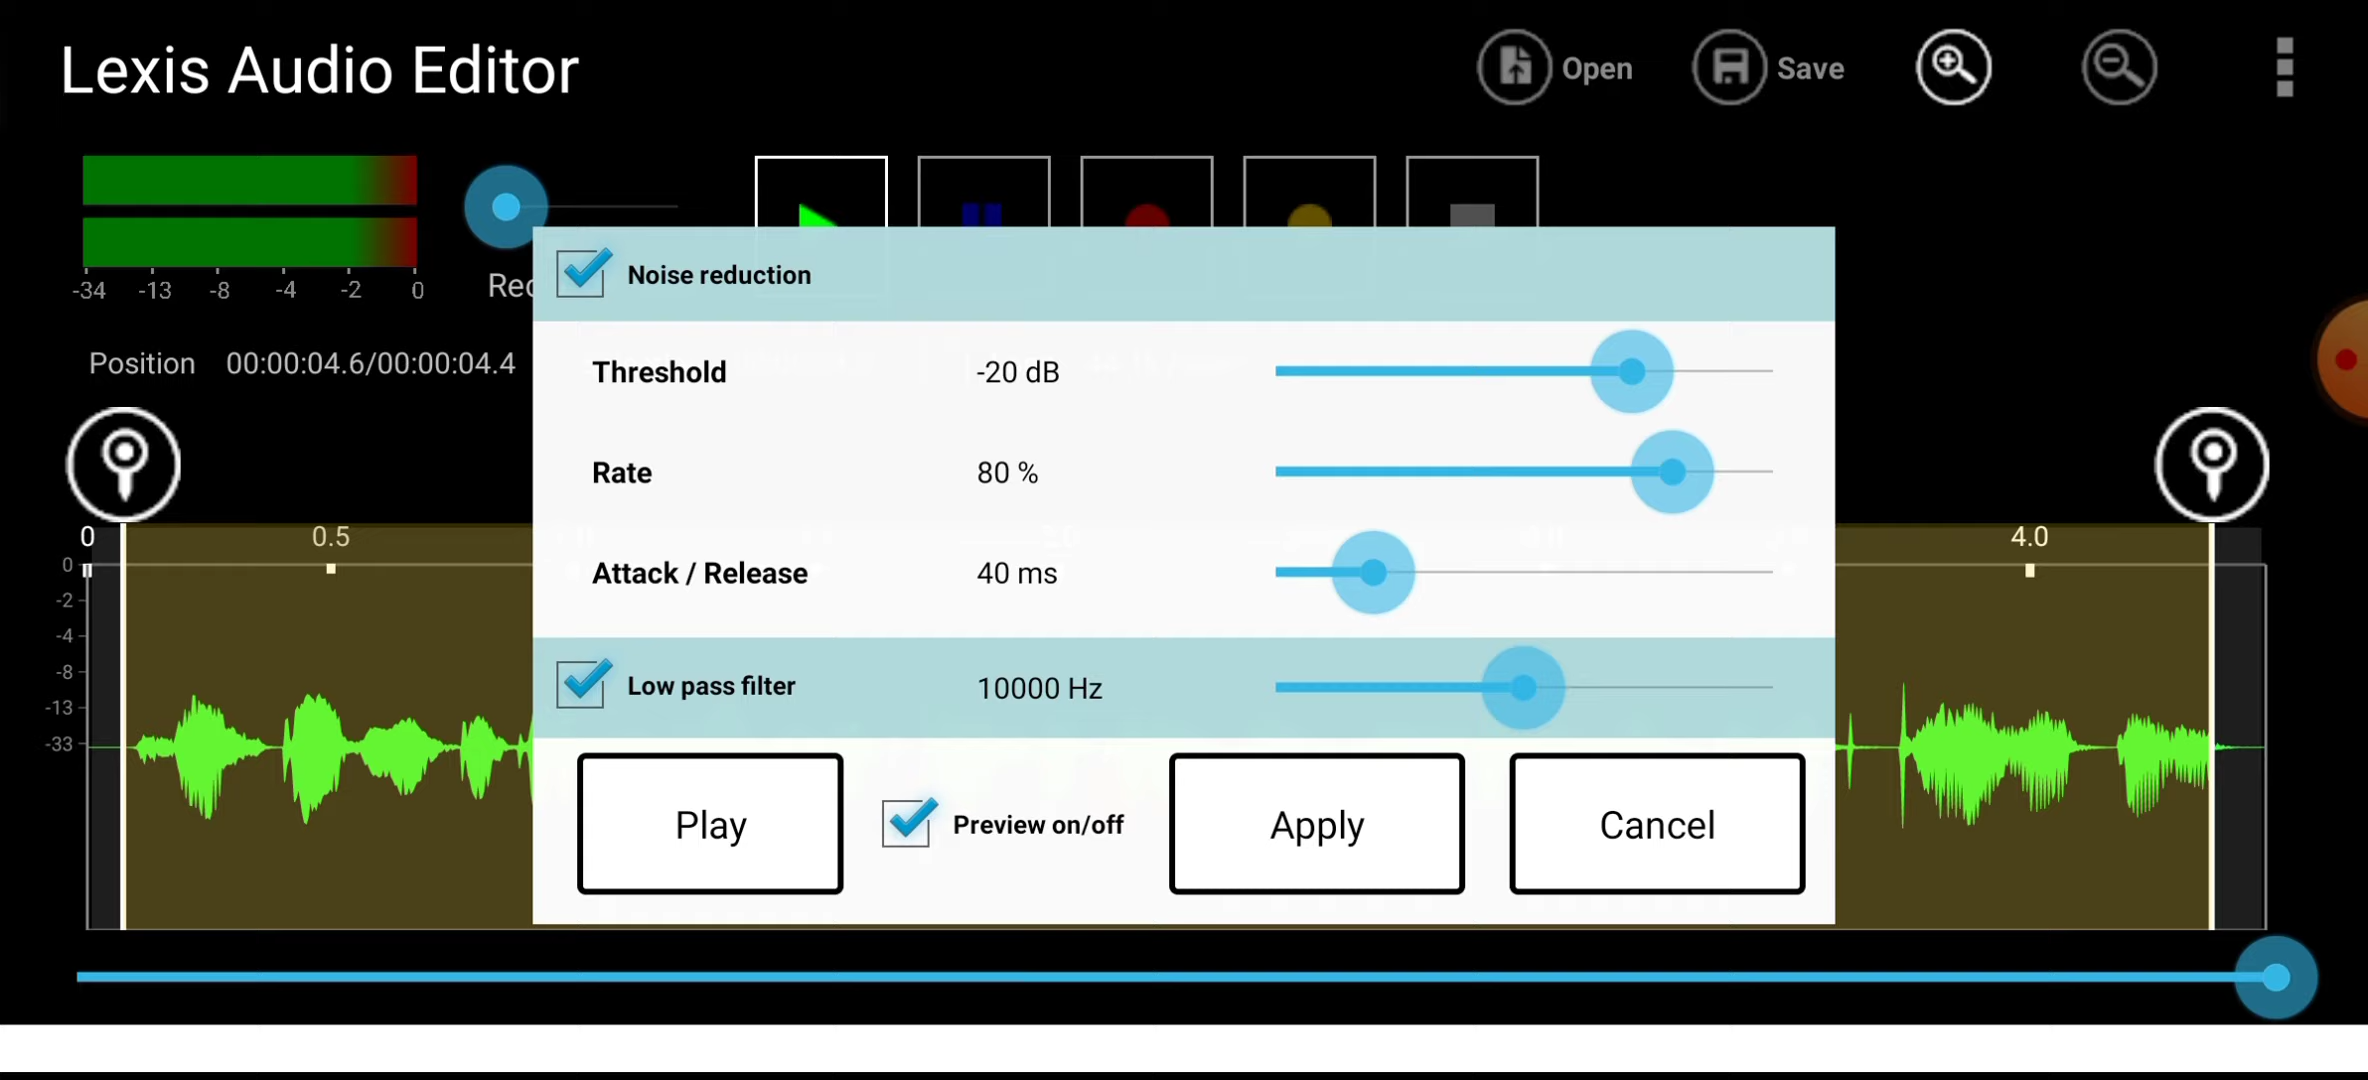 Lexis Audio Editor
Open
Save
-34 -13 -8 -4 -2 0
Rec
Position 00:00:04.6/00:00:04.4
Noise reduction
Threshold -20 dB
Rate 80 %
Attack / Release 40 ms
Low pass filter 10000 Hz
Play
Preview on/off
Apply
Cancel
0 0.5 4.0
0
-2
-4
-8
-13
-33